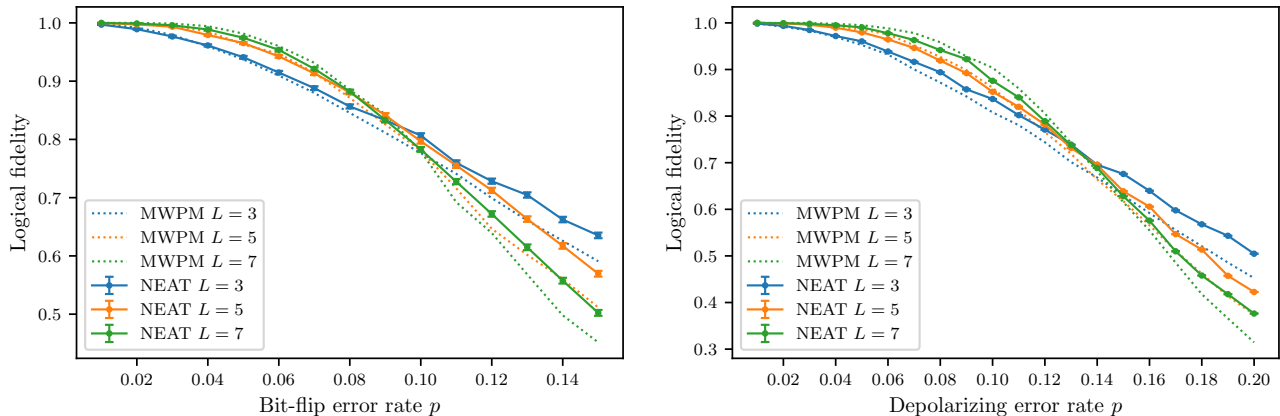 1.0
0.9
0.8
0.7
0.6
0.5
Logical fidelity
MWPM L = 3
MWPM L = 5
MWPM L = 7
NEAT L = 3
NEAT L = 5
NEAT L = 7
0.02 0.04 0.06 0.08 0.10 0.12 0.14
Bit-flip error rate p
1.0
0.9
0.8
0.7
0.6
0.5
0.4
0.3
Logical fidelity
MWPM L = 3
MWPM L = 5
MWPM L = 7
NEAT L = 3
NEAT L = 5
NEAT L = 7
0.02 0.04 0.06 0.08 0.10 0.12 0.14 0.16 0.18 0.20
Depolarizing error rate p